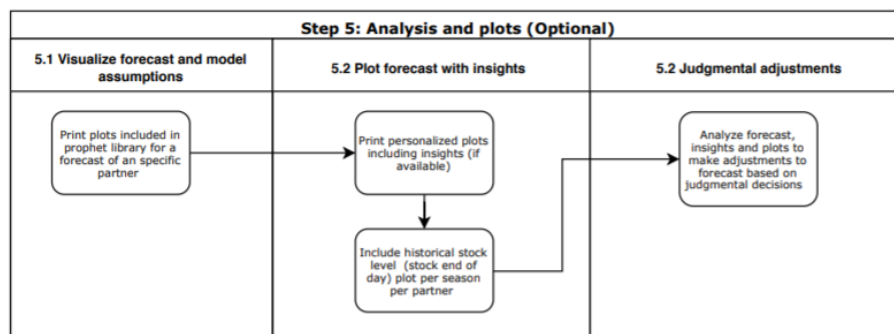 Step 5: Analysis and plots (Optional)
5.1 Visualize forecast and model
assumptions
5.2 Plot forecast with insights
5.2 Judgmental adjustments
Print plots included in
prophet library for a
forecast of an specific
partner
Print personalized plots
including insights (if
available)
Include historical stock
level (stock end of
day) plot per season
per partner
Analyze forecast,
insights and plots to
make adjustments to
forecast based on
judgmental decisions